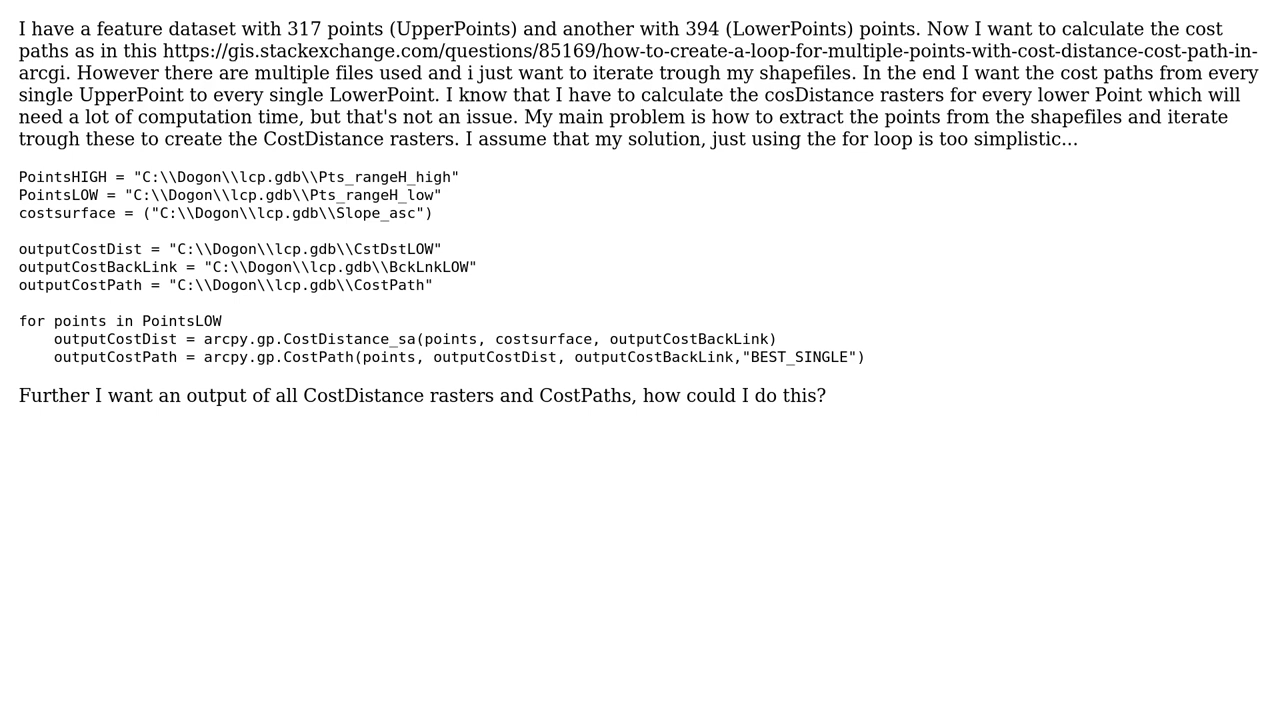 I have a feature dataset with 317 points (UpperPoints) and another with 394 (LowerPoints) points. Now I want to calculate the cost
paths as in this https://gis.stackexchange.com/questions/85169/how-to-create-a-loop-for-multiple-points-with-cost-distance-cost-path-in-
arcgi. However there are multiple files used and i just want to iterate trough my shapefiles. In the end I want the cost paths from every
single UpperPoint to every single LowerPoint. I know that I have to calculate the cosDistance rasters for every lower Point which will
need a lot of computation time, but that's not an issue. My main problem is how to extract the points from the shapefiles and iterate
trough these to create the CostDistance rasters. I assume that my solution, just using the for loop is too simplistic...
PointsHIGH = "C:\\Dogon\\lcp.gdb\\Pts_rangeH_high"
PointsLOW = "C:\\Dogon\\lcp.gdb\\Pts_rangeH_low"
costsurface = ("C:\\Dogon\\lcp.gdb\\Slope_asc")
outputCostDist = "C:\\Dogon\\lcp.gdb\\CstDstLOW"
outputCostBackLink = "C:\\Dogon\\lcp.gdb\\BckLnkLOW"
outputCostPath = "C:\\Dogon\\lcp.gdb\\CostPath"
for points in PointsLOW
    outputCostDist = arcpy.gp.CostDistance_sa(points, costsurface, outputCostBackLink)
    outputCostPath = arcpy.gp.CostPath(points, outputCostDist, outputCostBackLink,"BEST_SINGLE")
Further I want an output of all CostDistance rasters and CostPaths, how could I do this?